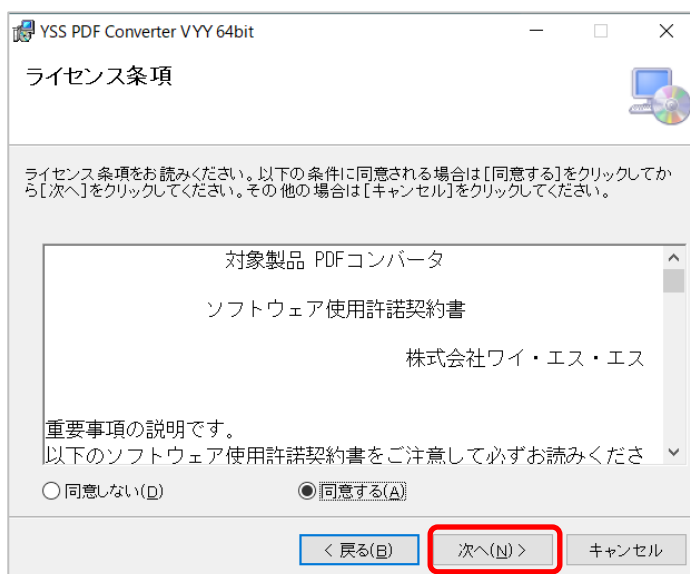 YSS PDF Converter VYY 64bit
ライセンス条項
ライセンス条項をお読みください。以下の条件に同意される場合は[同意する]をクリックしてか
ら[次へ]をクリックしてください。その他の場合は[キャンセル]をクリックしてください。
対象製品 PDFコンバータ
ソフトウェア使用許諾契約書
株式会社ワイ・エス・エス
重要事項の説明です。
以下のソフトウェア使用許諾契約書をご注意して必ずお読みくださ
同意しない(D)
同意する(A)
< 戻る(B)
次へ(N) >
キャンセル